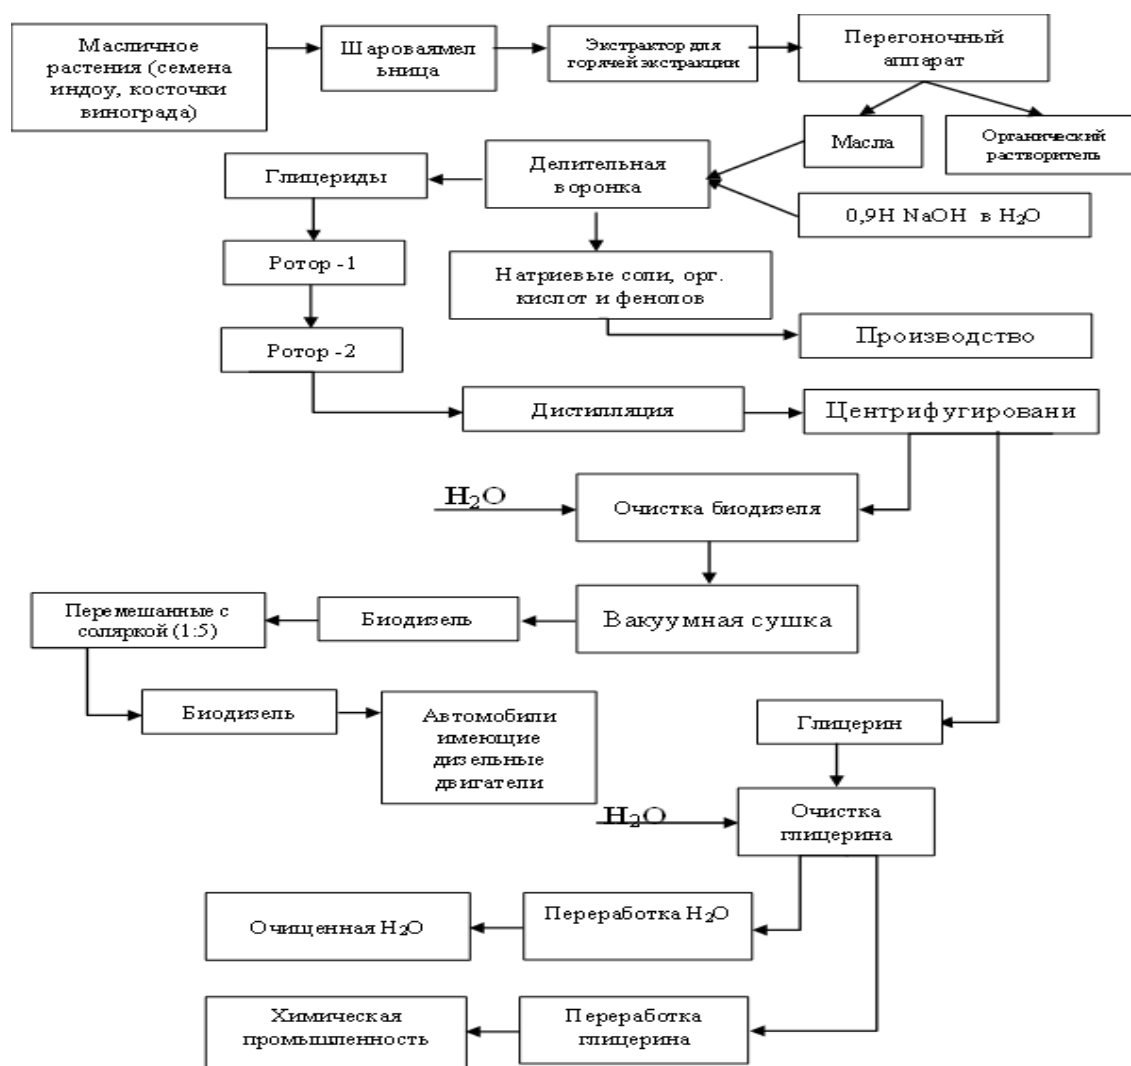 Масличное
растения (семена
индоу, косточки
винограда)
Шароваямел
ьница
Экстрактор для
горячей экстракции
Перегоночный
аппарат
Масла
Органический
растворитель
Глицериды
Делительная
воронка
0,9Н NaOH в H₂O
Ротор -1
Натриевые соли, орг.
кислот и фенолов
Ротор -2
Производство
Дистилляция
Центрифугировани
H₂O
Очистка биодизеля
Перемешанные с
соляркой (1:5)
Биодизель
Вакуумная сушка
Биодизель
Автомобили
имеющие
дизельные
двигатели
Глицерин
H₂O
Очистка
глицерина
Очищенная H₂O
Переработка H₂O
Химическая
промышленность
Переработка
глицерина